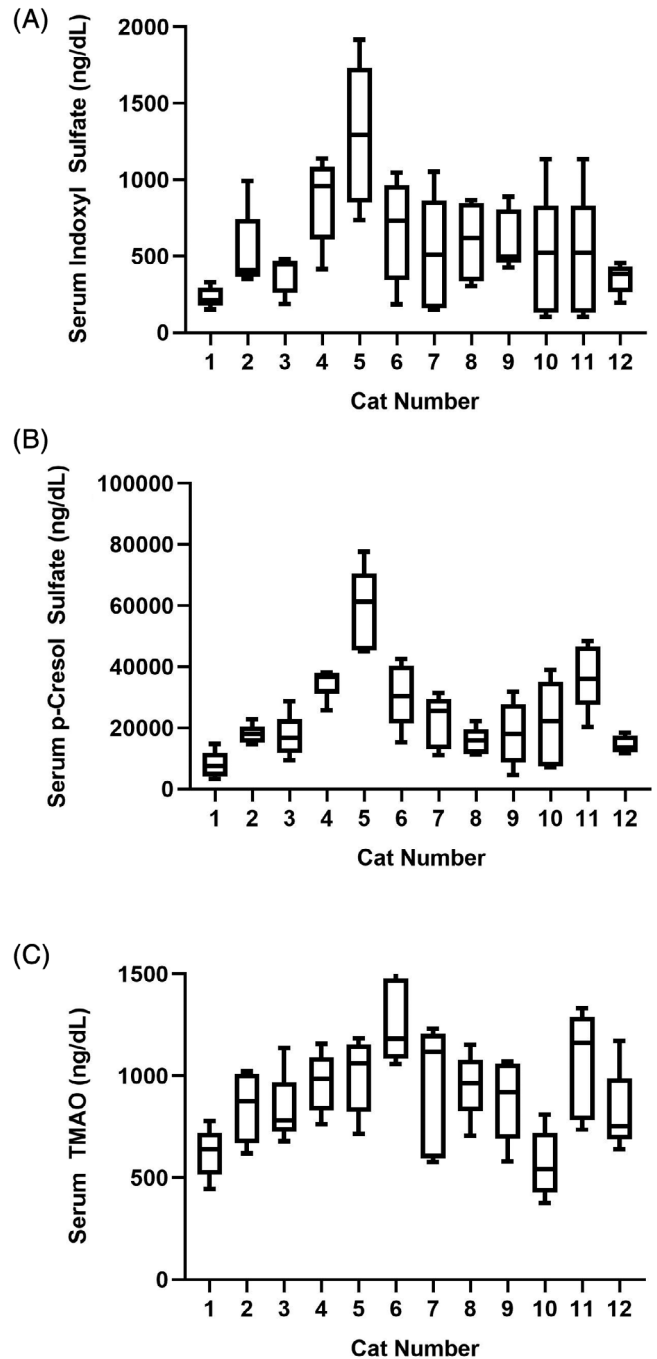 (A)
Serum Indoxyl Sulfate (ng/dL)
2000
1500
1000
500
0
1 2 3 4 5 6 7 8 9 10 11 12
Cat Number
(B)
Serum p-Cresol Sulfate (ng/dL)
100000
80000
60000
40000
20000
0
1 2 3 4 5 6 7 8 9 10 11 12
Cat Number
(C)
Serum TMAO (ng/dL)
1500
1000
500
0
1 2 3 4 5 6 7 8 9 10 11 12
Cat Number